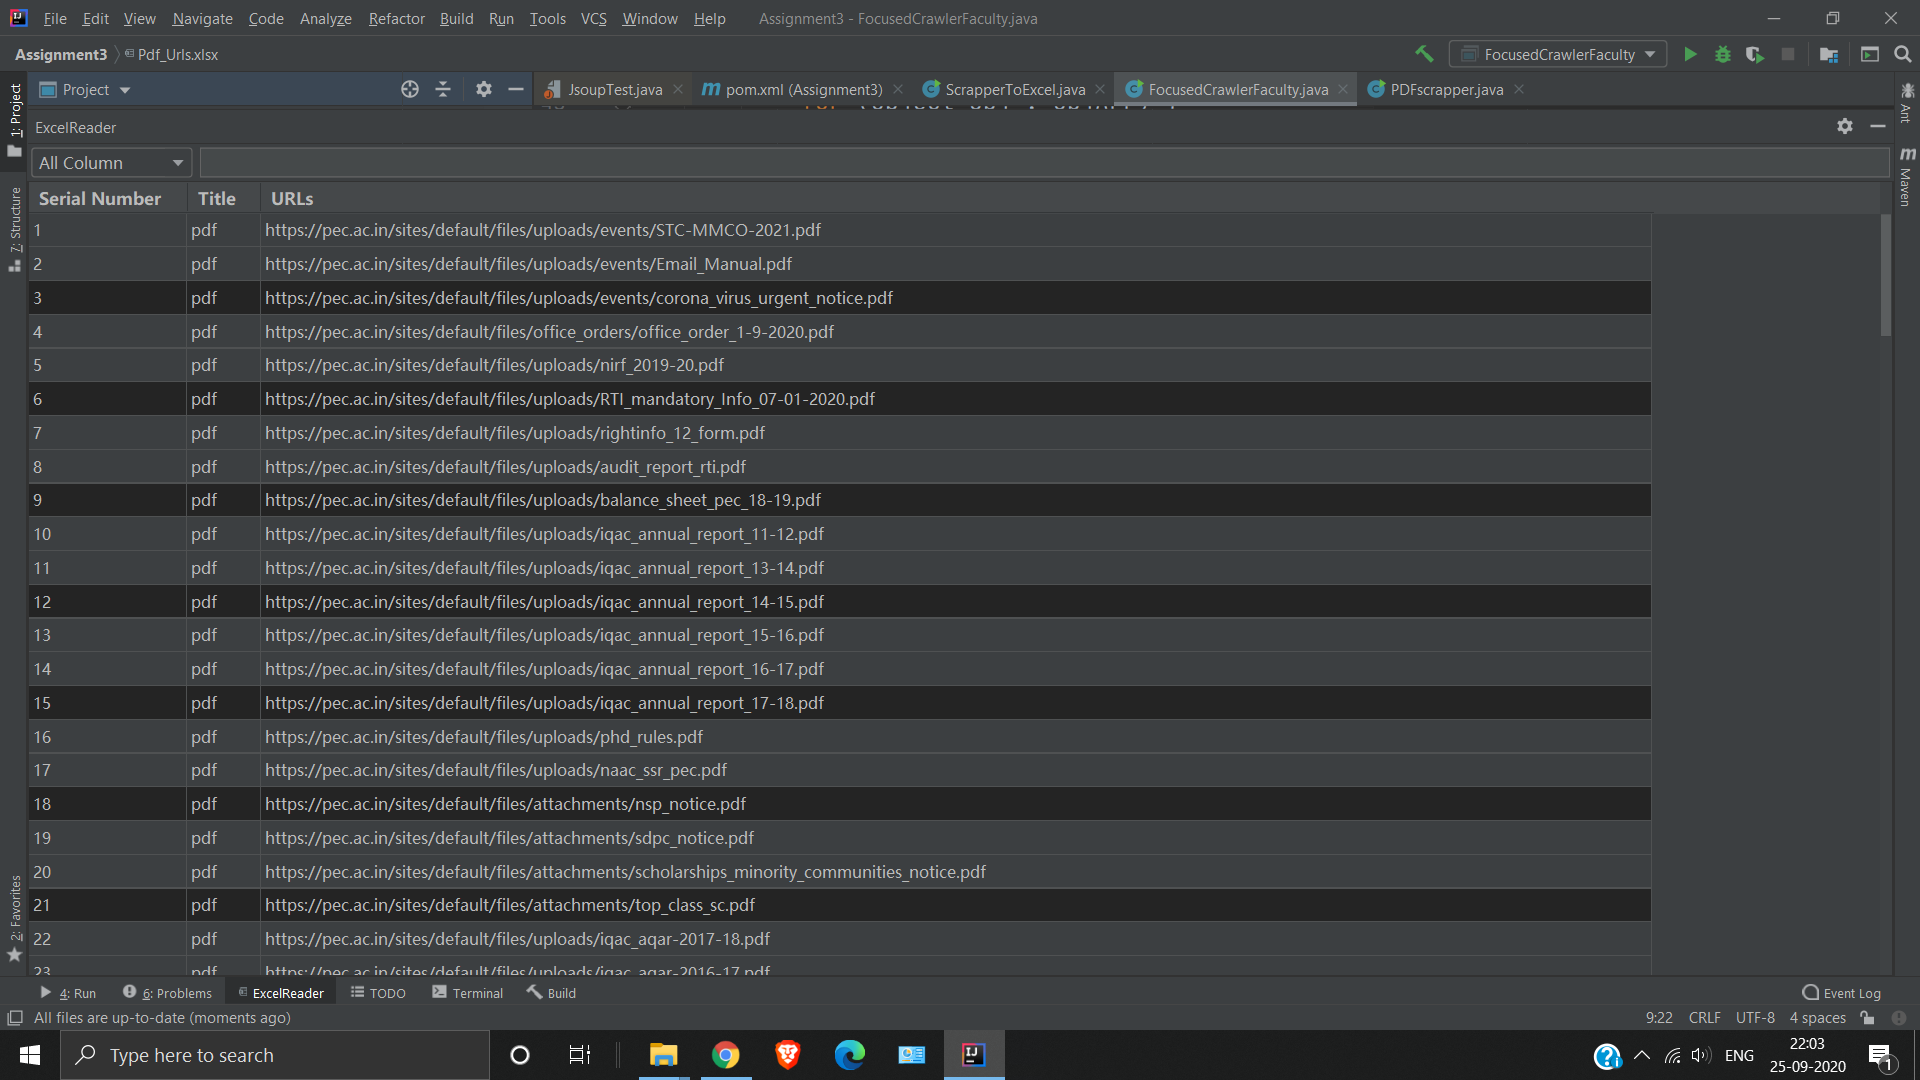 File Edit View Navigate Code Analyze Refactor Build Run Tools VCS Window Help Assignment3 - FocusedCrawlerFaculty.java
Assignment3 Pdf_Urls.xlsx FocusedCrawlerFaculty
Project JsoupTest.java pom.xml (Assignment3) ScrapperToExcel.java FocusedCrawlerFaculty.java PDFscrapper.java
1: Project
7: Structure
2: Favorites
Ant
Maven
ExcelReader
All Column
Serial Number Title URLs
1 pdf https://pec.ac.in/sites/default/files/uploads/events/STC-MMCO-2021.pdf
2 pdf https://pec.ac.in/sites/default/files/uploads/events/Email_Manual.pdf
3 pdf https://pec.ac.in/sites/default/files/uploads/events/corona_virus_urgent_notice.pdf
4 pdf https://pec.ac.in/sites/default/files/office_orders/office_order_1-9-2020.pdf
5 pdf https://pec.ac.in/sites/default/files/uploads/nirf_2019-20.pdf
6 pdf https://pec.ac.in/sites/default/files/uploads/RTI_mandatory_Info_07-01-2020.pdf
7 pdf https://pec.ac.in/sites/default/files/uploads/rightinfo_12_form.pdf
8 pdf https://pec.ac.in/sites/default/files/uploads/audit_report_rti.pdf
9 pdf https://pec.ac.in/sites/default/files/uploads/balance_sheet_pec_18-19.pdf
10 pdf https://pec.ac.in/sites/default/files/uploads/iqac_annual_report_11-12.pdf
11 pdf https://pec.ac.in/sites/default/files/uploads/iqac_annual_report_13-14.pdf
12 pdf https://pec.ac.in/sites/default/files/uploads/iqac_annual_report_14-15.pdf
13 pdf https://pec.ac.in/sites/default/files/uploads/iqac_annual_report_15-16.pdf
14 pdf https://pec.ac.in/sites/default/files/uploads/iqac_annual_report_16-17.pdf
15 pdf https://pec.ac.in/sites/default/files/uploads/iqac_annual_report_17-18.pdf
16 pdf https://pec.ac.in/sites/default/files/uploads/phd_rules.pdf
17 pdf https://pec.ac.in/sites/default/files/uploads/naac_ssr_pec.pdf
18 pdf https://pec.ac.in/sites/default/files/attachments/nsp_notice.pdf
19 pdf https://pec.ac.in/sites/default/files/attachments/sdpc_notice.pdf
20 pdf https://pec.ac.in/sites/default/files/attachments/scholarships_minority_communities_notice.pdf
21 pdf https://pec.ac.in/sites/default/files/attachments/top_class_sc.pdf
22 pdf https://pec.ac.in/sites/default/files/uploads/iqac_aqar-2017-18.pdf
23 pdf https://pec.ac.in/sites/default/files/uploads/iqac_aqar-2016-17.pdf
4: Run 6: Problems ExcelReader TODO Terminal Build Event Log
All files are up-to-date (moments ago) 9:22 CRLF UTF-8 4 spaces
Type here to search ENG 22:03
25-09-2020 1